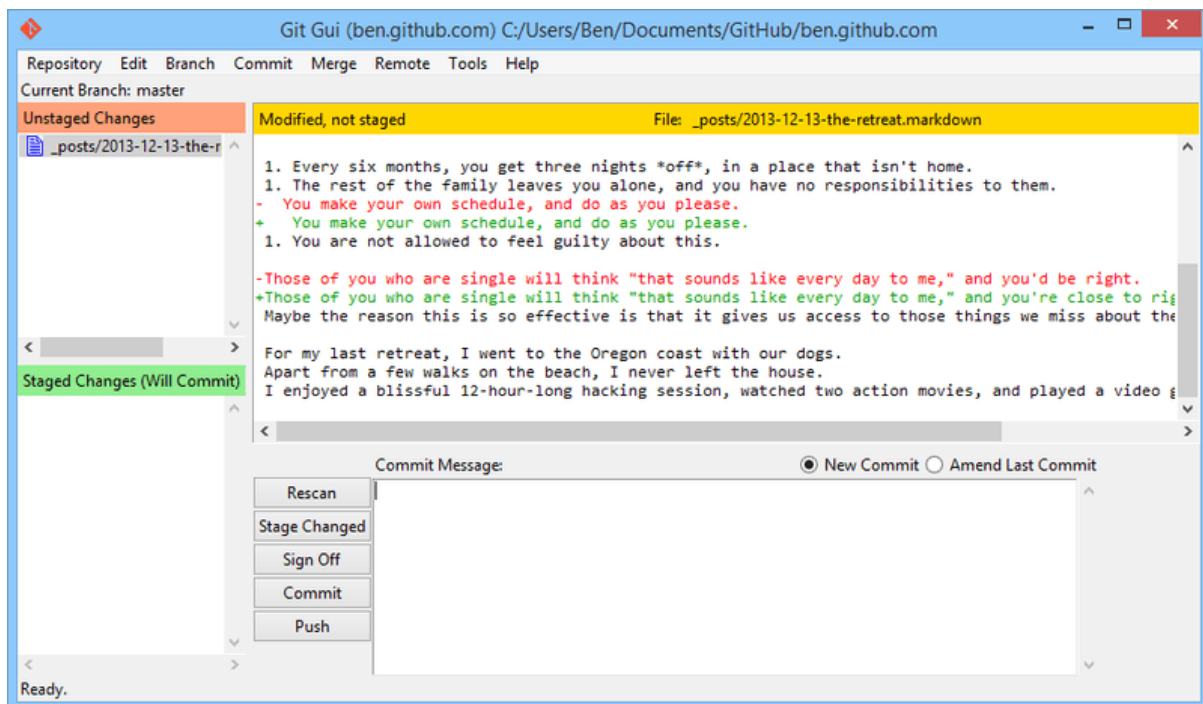 Git Gui (ben.github.com) C:/Users/Ben/Documents/GitHub/ben.github.com
Repository Edit Branch Commit Merge Remote Tools Help
Current Branch: master
Unstaged Changes
_posts/2013-12-13-the-r
Staged Changes (Will Commit)
Modified, not staged File: _posts/2013-12-13-the-retreat.markdown
1. Every six months, you get three nights *off*, in a place that isn't home.
1. The rest of the family leaves you alone, and you have no responsibilities to them.
-  You make your own schedule, and do as you please.
+   You make your own schedule, and do as you please.
1. You are not allowed to feel guilty about this.
-Those of you who are single will think "that sounds like every day to me," and you'd be right.
+Those of you who are single will think "that sounds like every day to me," and you're close to rig
Maybe the reason this is so effective is that it gives us access to those things we miss about the
For my last retreat, I went to the Oregon coast with our dogs.
Apart from a few walks on the beach, I never left the house.
I enjoyed a blissful 12-hour-long hacking session, watched two action movies, and played a video g
Commit Message: New Commit Amend Last Commit
Rescan
Stage Changed
Sign Off
Commit
Push
Ready.